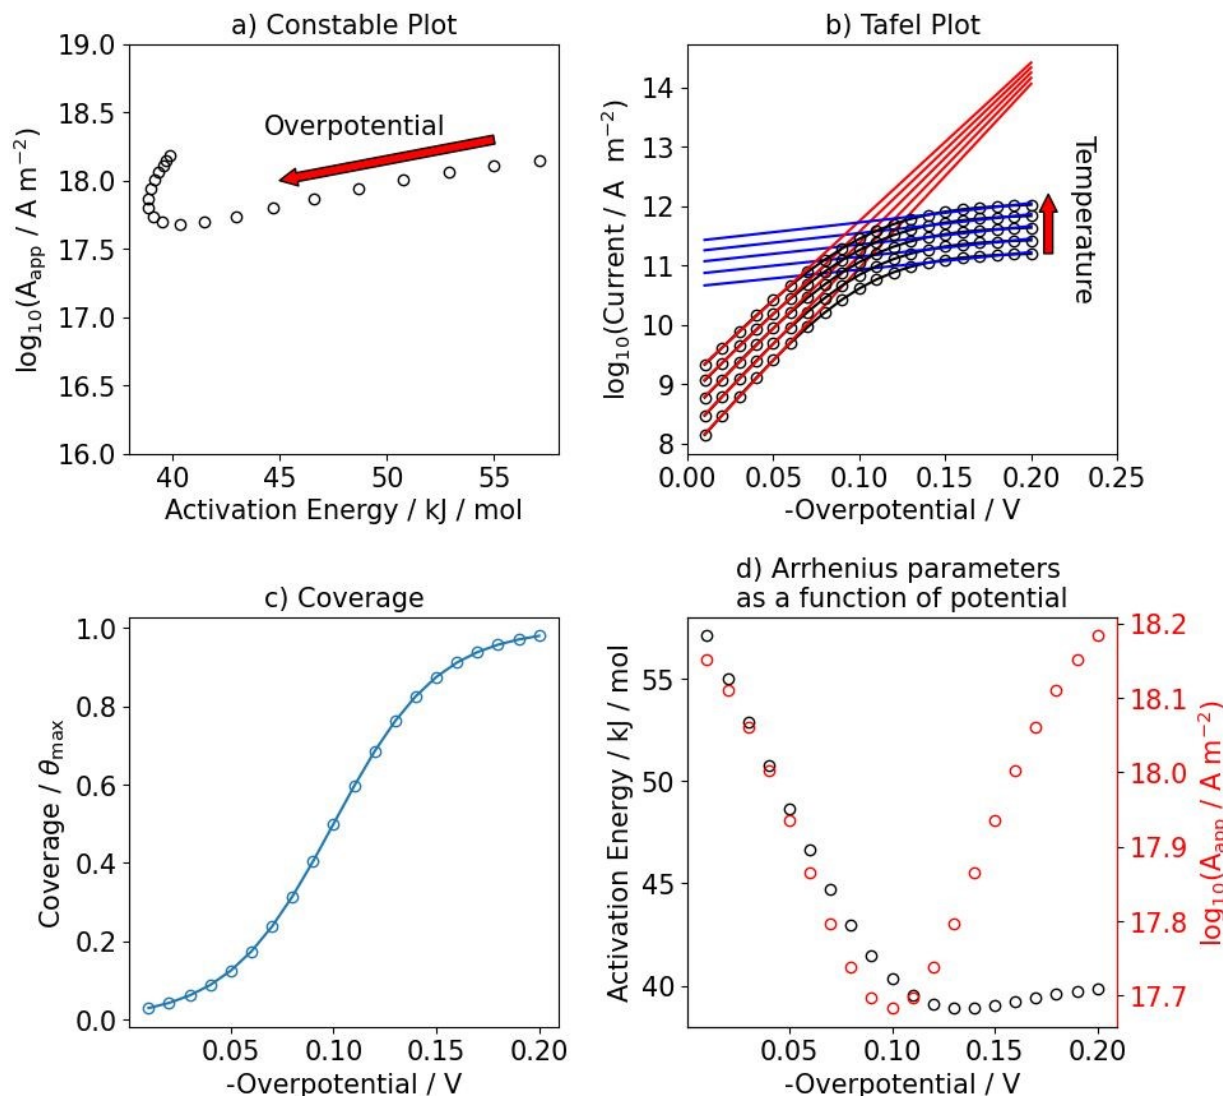 a) Constable Plot
19.0
18.5
18.0
17.5
17.0
16.5
16.0
log₁₀(A_app / A m⁻²)
Overpotential
40 45 50 55
Activation Energy / kJ / mol
b) Tafel Plot
14
13
12
11
10
9
8
log₁₀(Current / A m⁻²)
Temperature
0.00 0.05 0.10 0.15 0.20 0.25
-Overpotential / V
c) Coverage
1.0
0.8
0.6
0.4
0.2
0.0
Coverage / θ_max
0.05 0.10 0.15 0.20
-Overpotential / V
d) Arrhenius parameters
as a function of potential
55
50
45
40
Activation Energy / kJ / mol
18.2
18.1
18.0
17.9
17.8
17.7
log₁₀(A_app / A m⁻²)
0.05 0.10 0.15 0.20
-Overpotential / V